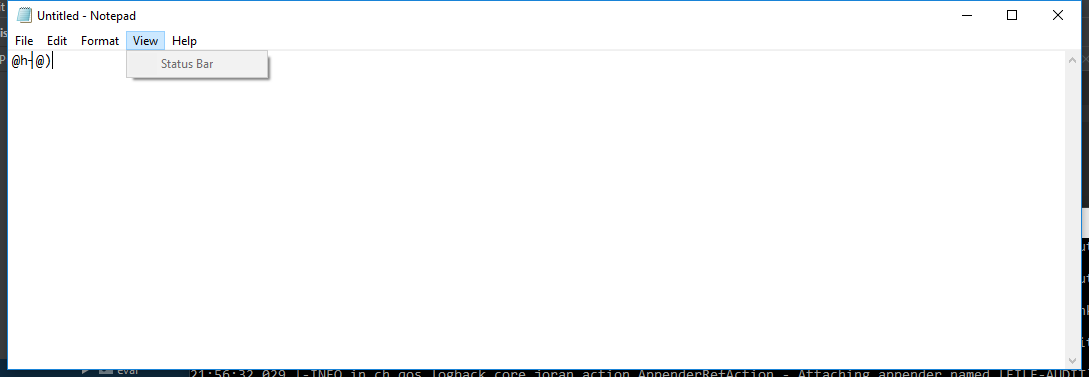 Untitled - Notepad
File Edit Format View Help
Status Bar
@h┤@)
eval
21:56:32,029 |-INFO in ch.qos.logback.core.joran.action.AppenderRefAction - Attaching appender named [FILE-AUDIT